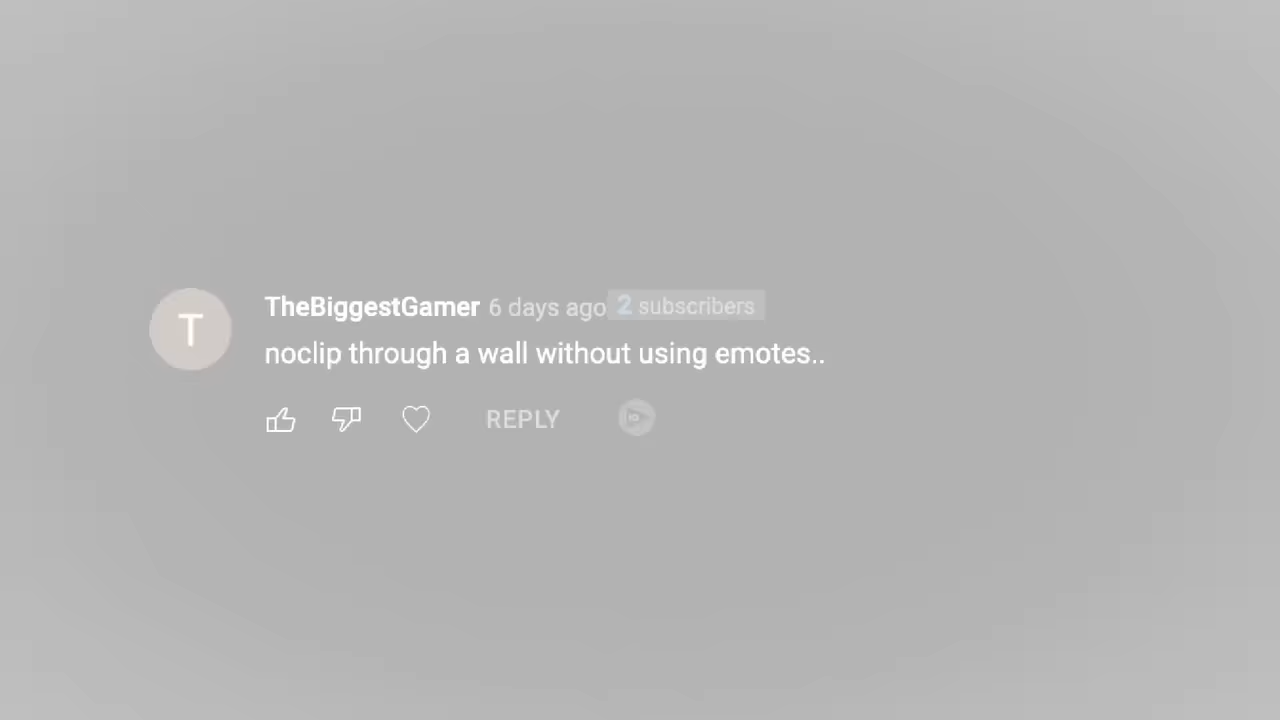 TheBiggestGamer 6 days ago 2 subscribers
T
noclip through a wall without using emotes..
REPLY